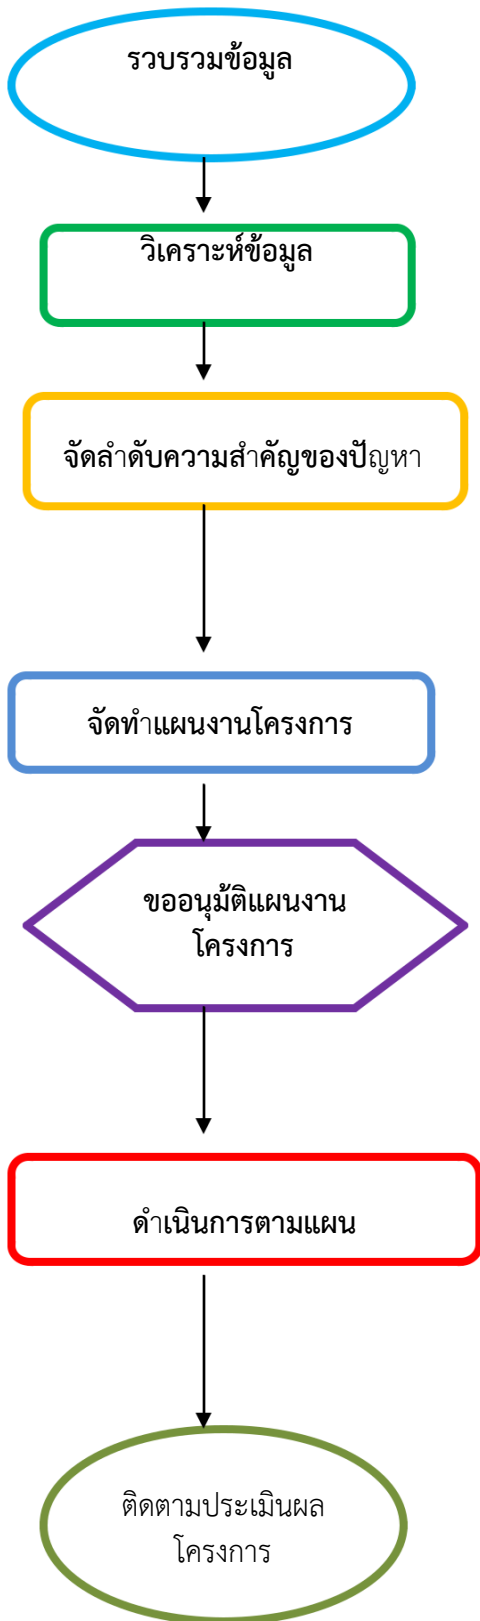 รวบรวมข้อมูล
วิเคราะห์ข้อมูล
จัดลำดับความสำคัญของปัญหา
จัดทำแผนงานโครงการ
ขออนุม้ติแผนงาน
โครงการ
ดำเนินการตามแผน
ติดตามประเมินผล
โครงการ